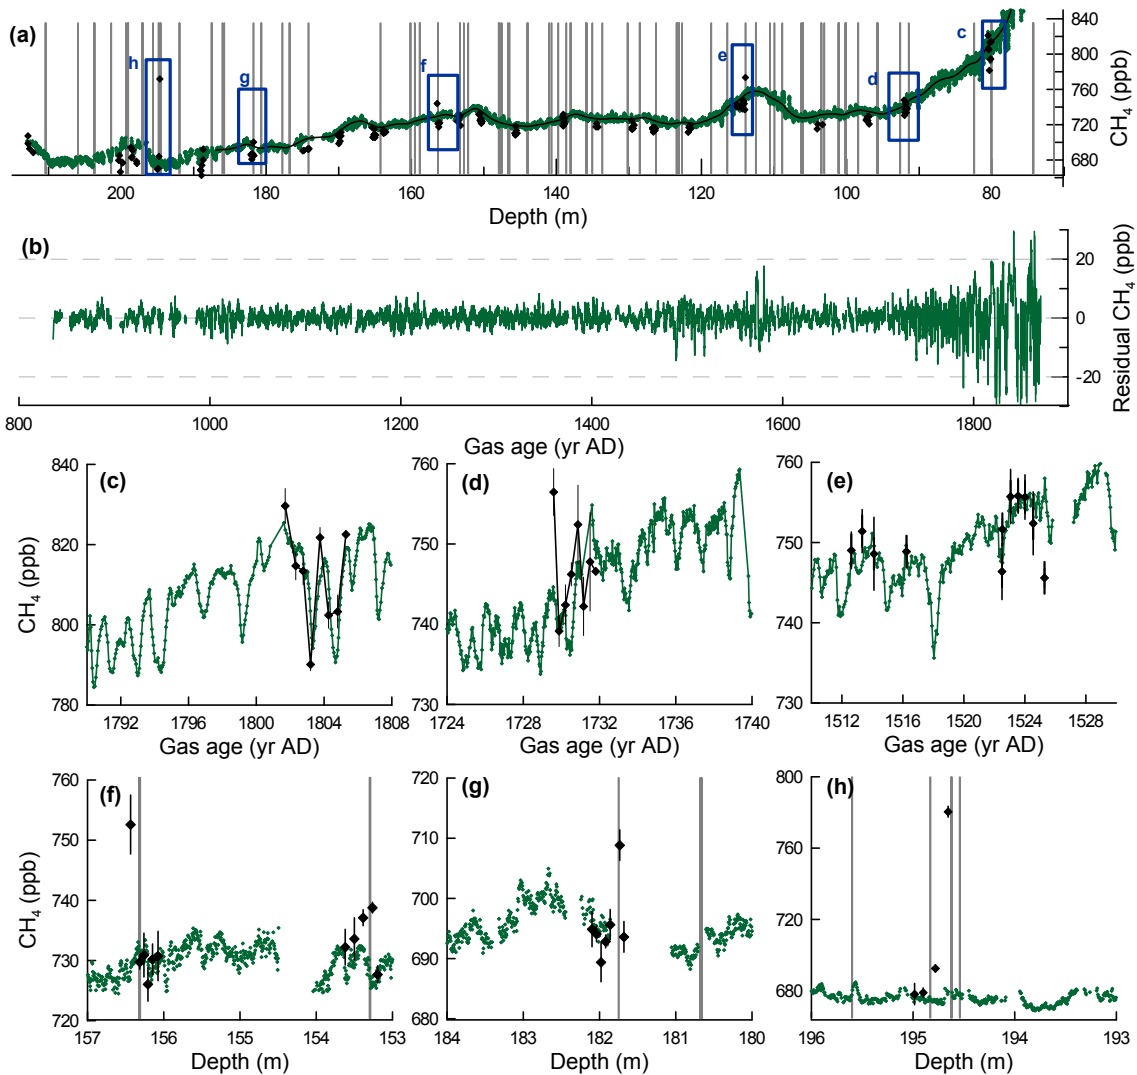 (a)
h
g
f
e
d
c
840
800
760
720
680
CH4 (ppb)
200 180 160 140 120 100 80
Depth (m)
(b)
20
0
-20
Residual CH4 (ppb)
800 1000 1200 1400 1600 1800
Gas age (yr AD)
(c)
840
820
800
780
CH4 (ppb)
1792 1796 1800 1804 1808
Gas age (yr AD)
(d)
760
750
740
730
1724 1728 1732 1736 1740
Gas age (yr AD)
(e)
760
750
740
730
1512 1516 1520 1524 1528
Gas age (yr AD)
(f)
760
750
740
730
720
CH4 (ppb)
157 156 155 154 153
Depth (m)
(g)
720
710
700
690
680
184 183 182 181 180
Depth (m)
(h)
800
760
720
680
196 195 194 193
Depth (m)